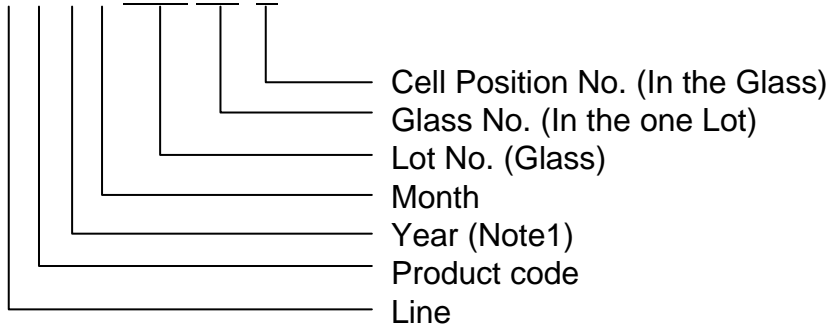 Cell Position No. (In the Glass)
Glass No. (In the one Lot)
Lot No. (Glass)
Month
Year (Note1)
Product code
Line